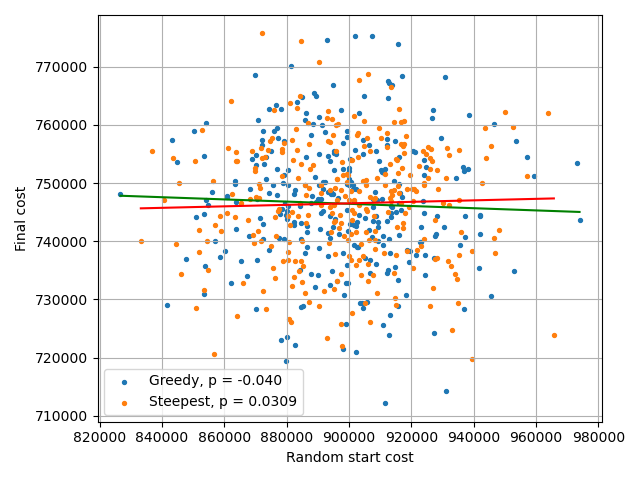 770000
760000
750000
740000
730000
720000
710000
Final cost
Greedy, p = -0.040
Steepest, p = 0.0309
820000 840000 860000 880000 900000 920000 940000 960000 980000
Random start cost